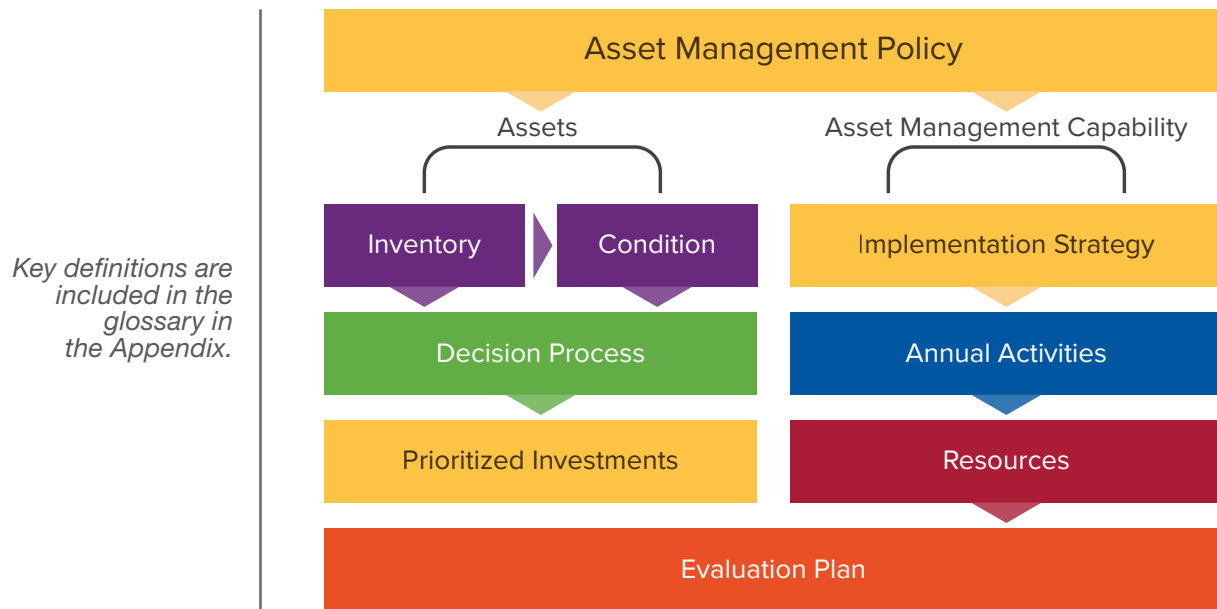 Asset Management Policy
Assets
Asset Management Capability
Inventory
Condition
Implementation Strategy
Key definitions are
included in the
glossary in
the Appendix.
Decision Process
Annual Activities
Prioritized Investments
Resources
Evaluation Plan